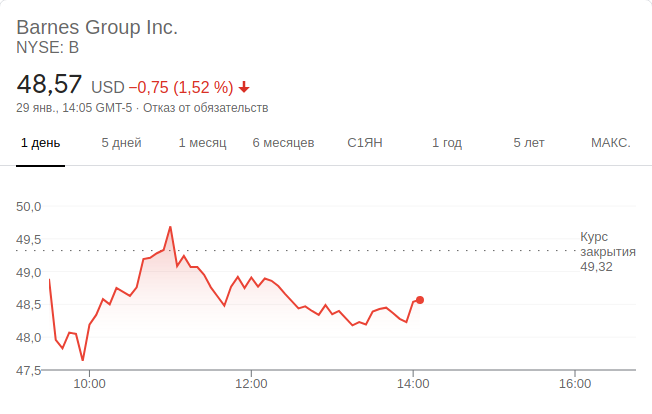 Barnes Group Inc.
NYSE: B
48,57 USD −0,75 (1,52 %)
29 янв., 14:05 GMT-5 · Отказ от обязательств
1 день 5 дней 1 месяц 6 месяцев С1ЯН 1 год 5 лет МАКС.
50,0
49,5
49,0
48,5
48,0
47,5
Курс
закрытия
49,32
10:00 12:00 14:00 16:00